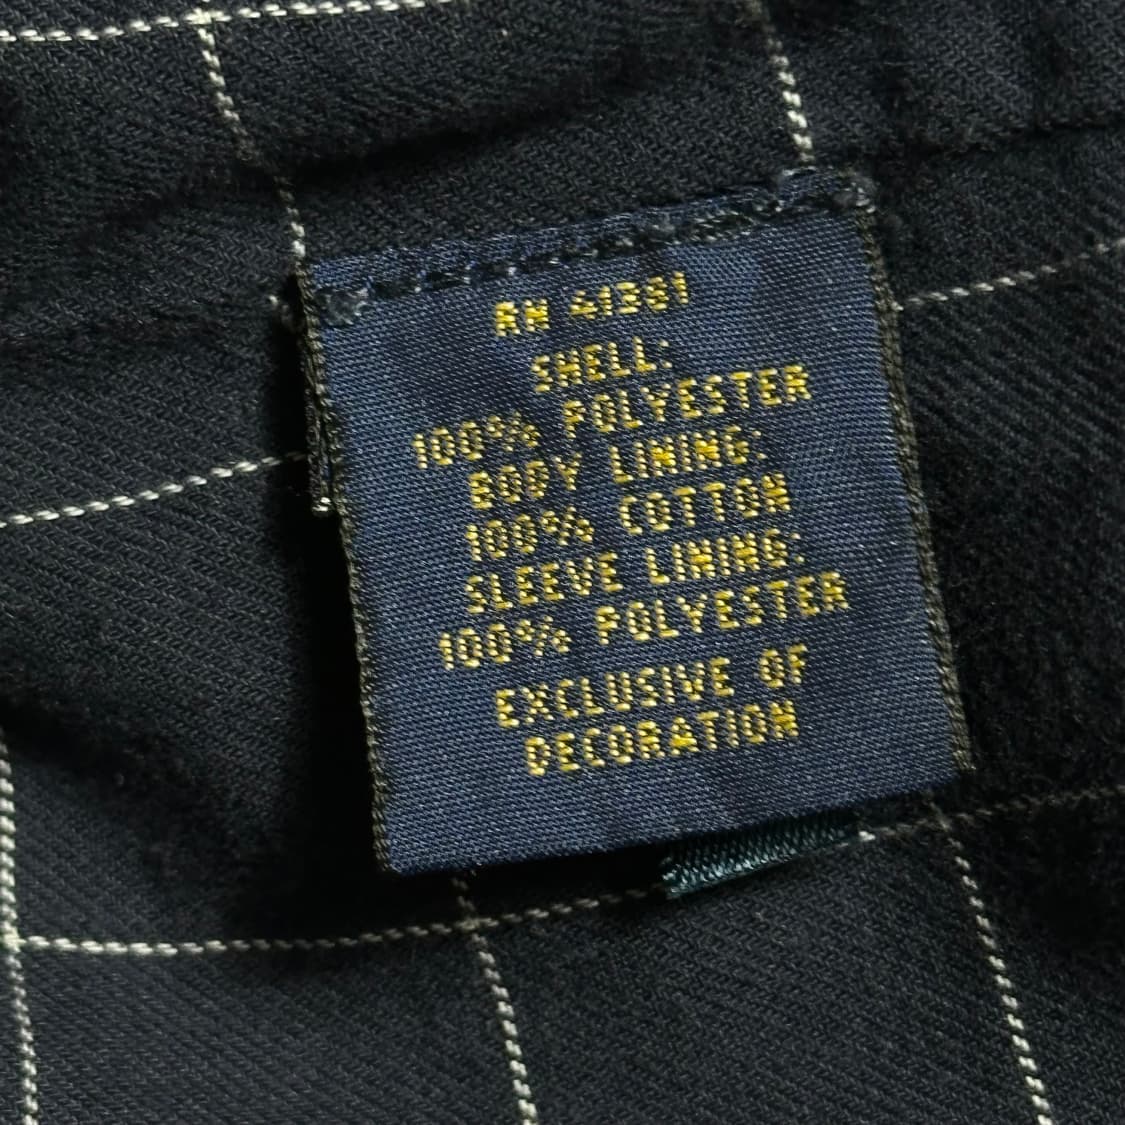 RN 41381
SHELL:
100% POLYESTER
BODY LINING:
100% COTTON
SLEEVE LINING:
100% POLYESTER
EXCLUSIVE OF
DECORATION